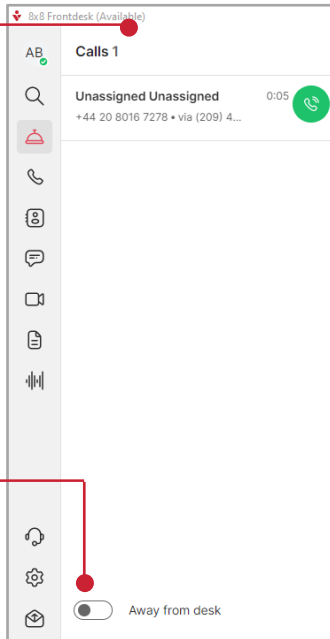 8x8 Frontdesk (Available)
AB
Calls 1
Unassigned Unassigned 0:05
+44 20 8016 7278 • via (209) 4...
Away from desk